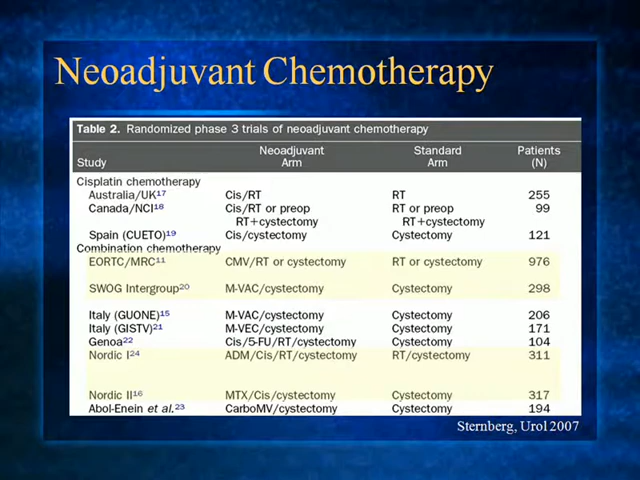 Neoadjuvant Chemotherapy
Table 2. Randomized phase 3 trials of neoadjuvant chemotherapy
Study Neoadjuvant Arm Standard Arm Patients (N)
Cisplatin chemotherapy
Australia/UK17 Cis/RT RT 255
Canada/NCI18 Cis/RT or preop RT+cystectomy RT or preop RT+cystectomy 99
Spain (CUETO)19 Cis/cystectomy Cystectomy 121
Combination chemotherapy
EORTC/MRC11 CMV/RT or cystectomy RT or cystectomy 976
SWOG Intergroup20 M-VAC/cystectomy Cystectomy 298
Italy (GUONE)15 M-VAC/cystectomy Cystectomy 206
Italy (GISTV)21 M-VEC/cystectomy Cystectomy 171
Genoa22 Cis/5-FU/RT/cystectomy Cystectomy 104
Nordic I24 ADM/Cis/RT/cystectomy RT/cystectomy 311
Nordic II16 MTX/Cis/cystectomy Cystectomy 317
Abol-Enein et al.23 CarboMV/cystectomy Cystectomy 194
Sternberg, Urol 2007